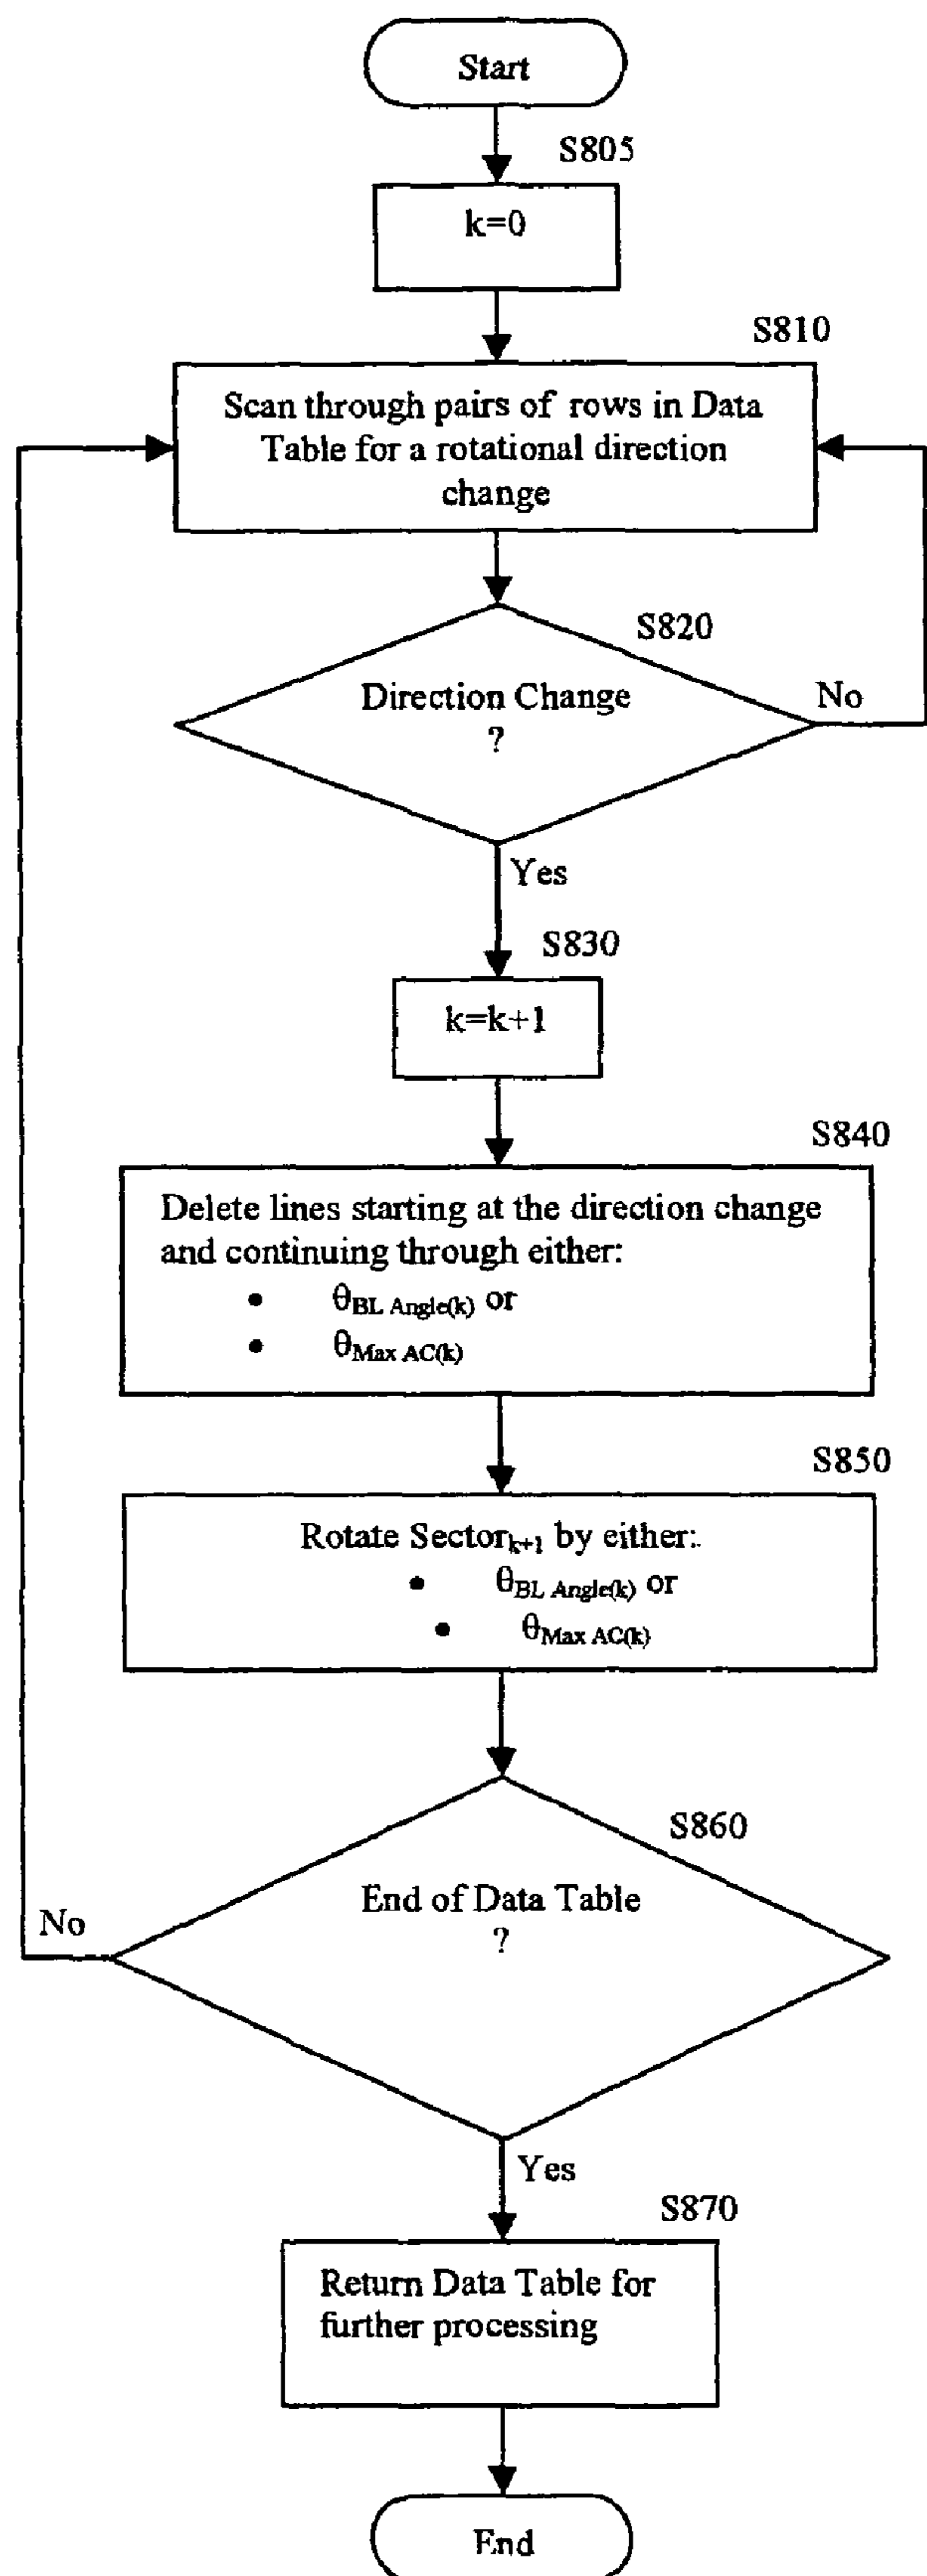 Start
S805
k=0
S810
Scan through pairs of rows in Data
Table for a rotational direction
change
S820
Direction Change
?
No
Yes
S830
k=k+1
S840
Delete lines starting at the direction change
and continuing through either:
• θBL Angle(k) or
• θMax AC(k)
S850
Rotate Sectork+1 by either:
• θBL Angle(k) or
• θMax AC(k)
S860
End of Data Table
?
No
Yes
S870
Return Data Table for
further processing
End